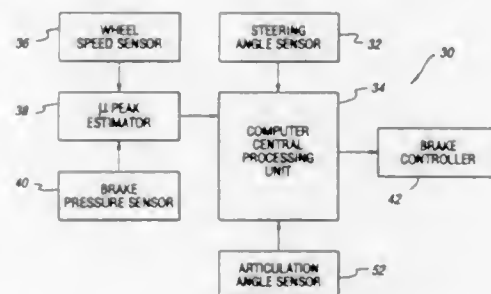 36
WHEEL
SPEED SENSOR
STEERING
ANGLE SENSOR
32
30
38
μ PEAK
ESTIMATOR
34
COMPUTER
CENTRAL
PROCESSING
UNIT
BRAKE
CONTROLLER
42
40
BRAKE
PRESSURE SENSOR
ARTICULATION
ANGLE SENSOR
52